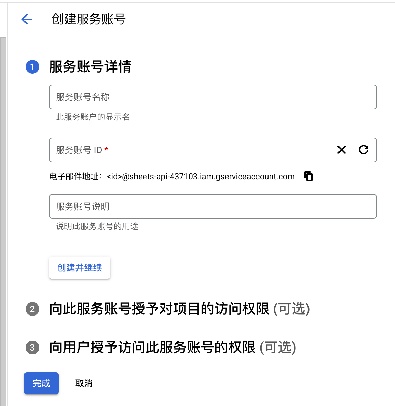 创建服务账号
1 服务账号详情
服务账号名称
此服务账户的显示名
服务账号 ID *
电子邮件地址：<id>@sheets-api-437103.iam.gserviceaccount.com
服务账号说明
说明此服务账号的用途
创建并继续
2 向此服务账号授予对项目的访问权限 (可选)
3 向用户授予访问此服务账号的权限 (可选)
完成 取消